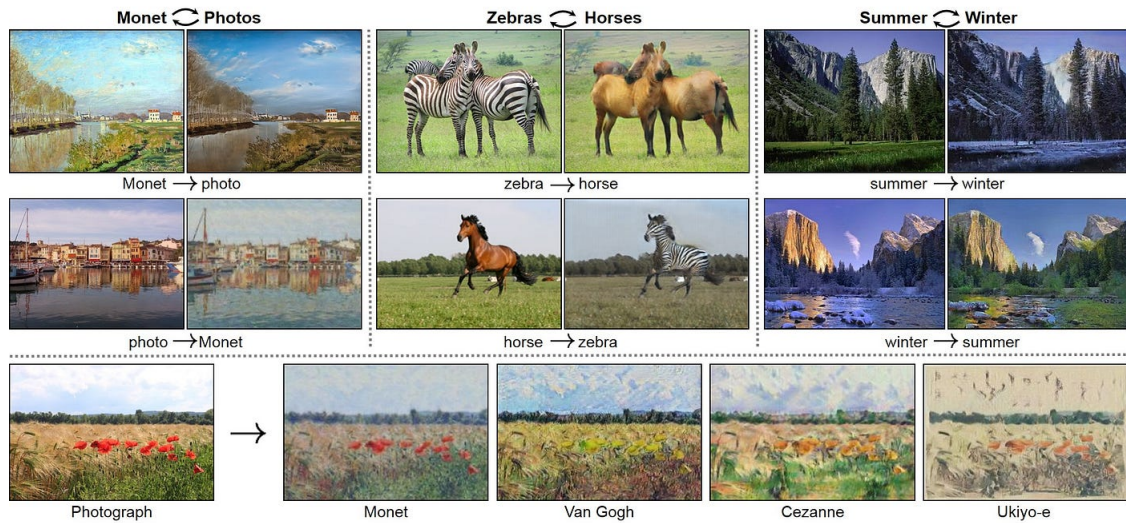 Monet ⇄ Photos
Zebras ⇄ Horses
Summer ⇄ Winter
Monet → photo
zebra → horse
summer → winter
photo → Monet
horse → zebra
winter → summer
Photograph
Monet
Van Gogh
Cezanne
Ukiyo-e